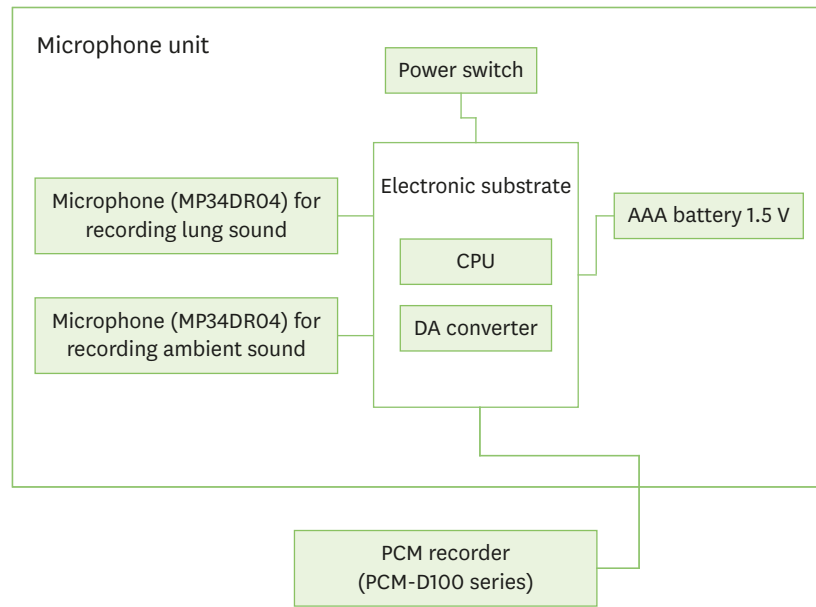 Microphone unit
Power switch
Electronic substrate
Microphone (MP34DR04) for
recording lung sound
AAA battery 1.5 V
CPU
Microphone (MP34DR04) for
recording ambient sound
DA converter
PCM recorder
(PCM-D100 series)